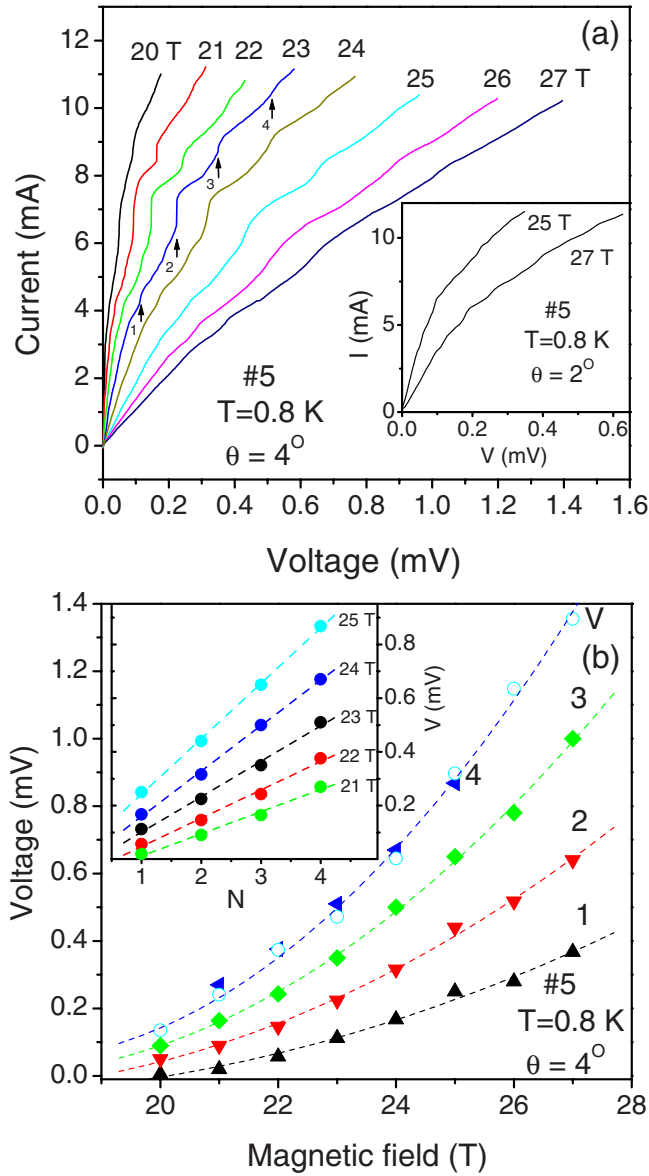 (a)
20 T 21 22 23 24 25 26 27 T
12
10
8
6
4
2
0
Current (mA)
1
2
3
4
#5
T=0.8 K
θ = 4O
0.0 0.2 0.4 0.6 0.8 1.0 1.2 1.4 1.6
Voltage (mV)
10
5
0
I (mA)
25 T
27 T
#5
T=0.8 K
θ = 2O
0.0 0.2 0.4 0.6
V (mV)
(b)
1.4
1.2
1.0
0.8
0.6
0.4
0.2
0.0
Voltage (mV)
V
3
4
2
1
#5
T=0.8 K
θ = 4O
20 22 24 26 28
Magnetic field (T)
25 T
24 T
23 T
22 T
21 T
0.8
0.6
0.4
0.2
V (mV)
1 2 3 4
N